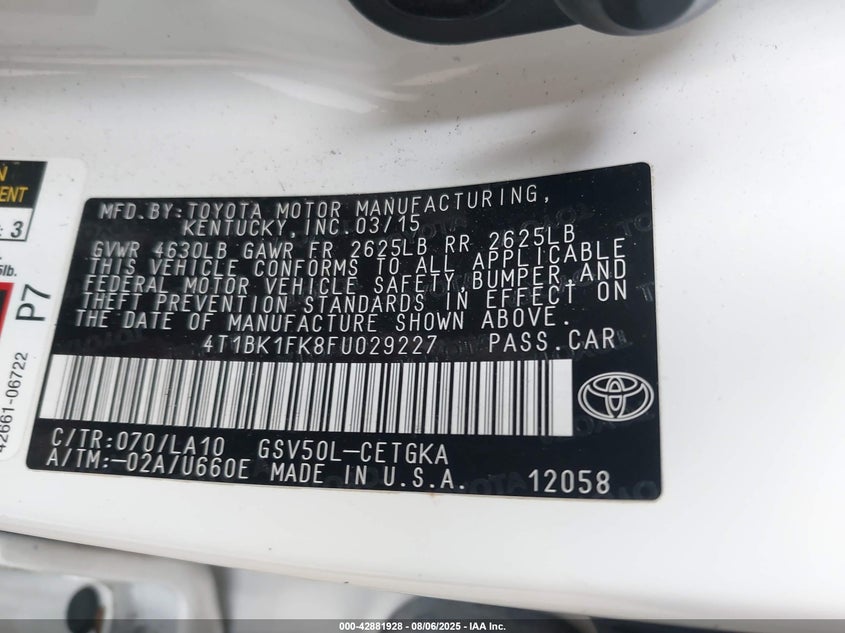 MFD.BY:TOYOTA MOTOR MANUFACTURING,
KENTUCKY,INC.03/15
GVWR 4630LB GAWR FR 2625LB RR 2625LB
THIS VEHICLE CONFORMS TO ALL APPLICABLE
FEDERAL MOTOR VEHICLE SAFETY,BUMPER AND
THEFT PREVENTION STANDARDS IN EFFECT ON
THE DATE OF MANUFACTURE SHOWN ABOVE.
4T1BK1FK8FU029227 PASS.CAR
C/TR:070/LA10 GSV50L-CETGKA
A/TM:-02A/U660E MADE IN U.S.A. 12058
3
lb.
P7
42661-06722
000-42881928 - 08/06/2025 - IAA Inc.